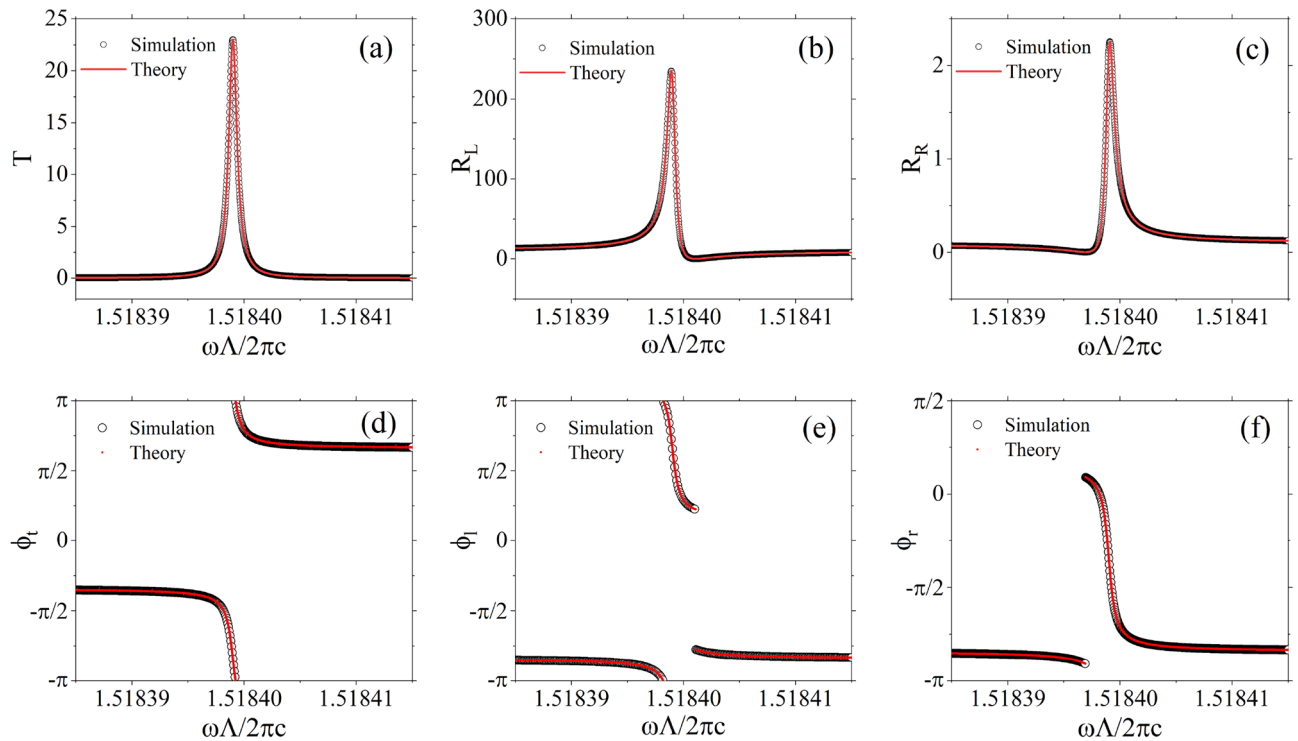 25
20
15
10
5
0
T
Simulation
Theory
(a)
1.51839
1.51840
1.51841
ωΛ/2πc
300
200
100
0
R_L
Simulation
Theory
(b)
1.51839
1.51840
1.51841
ωΛ/2πc
2
1
0
R_R
Simulation
Theory
(c)
1.51839
1.51840
1.51841
ωΛ/2πc
π
π/2
0
-π/2
-π
ϕ_t
Simulation
Theory
(d)
1.51839
1.51840
1.51841
ωΛ/2πc
π
π/2
0
-π/2
-π
ϕ_l
Simulation
Theory
(e)
1.51839
1.51840
1.51841
ωΛ/2πc
π/2
0
-π/2
-π
ϕ_r
Simulation
Theory
(f)
1.51839
1.51840
1.51841
ωΛ/2πc